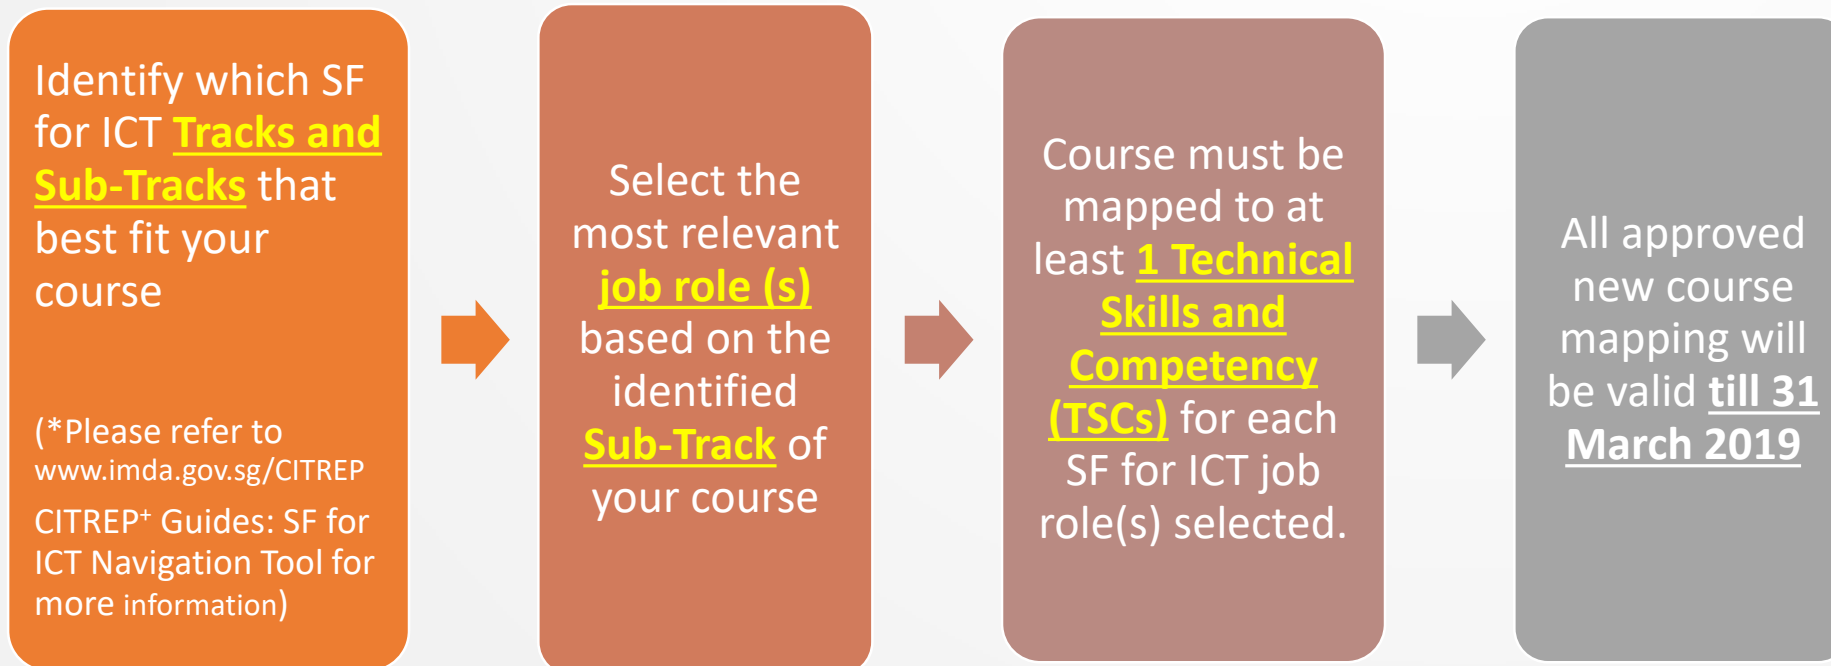 Identify which SF
for ICT Tracks and
Sub-Tracks that
best fit your
course
(*Please refer to
www.imda.gov.sg/CITREP
CITREP+ Guides: SF for
ICT Navigation Tool for
more information)
Select the
most relevant
job role (s)
based on the
identified
Sub-Track of
your course
Course must be
mapped to at
least 1 Technical
Skills and
Competency
(TSCs) for each
SF for ICT job
role(s) selected.
All approved
new course
mapping will
be valid till 31
March 2019